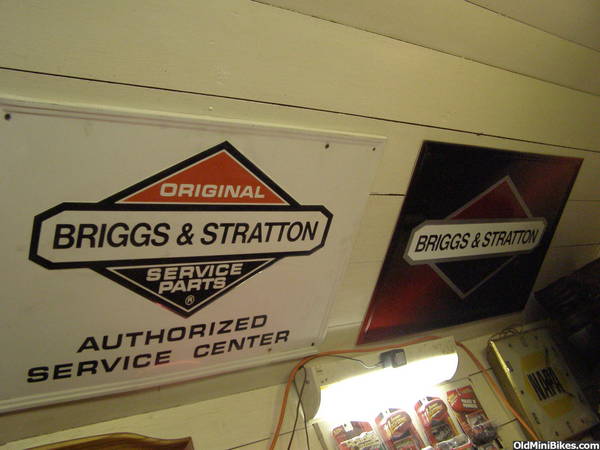 ORIGINAL
BRIGGS & STRATTON
SERVICE
PARTS
®
AUTHORIZED
SERVICE CENTER
BRIGGS & STRATTON
NAPA
OldMiniBikes.com